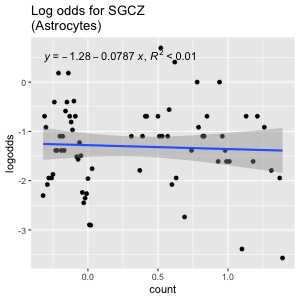 Log odds for SGCZ
(Astrocytes)
y = −1.28 − 0.0787 x, R² < 0.01
0
-1
-2
-3
logodds
0.0 0.5 1.0
count